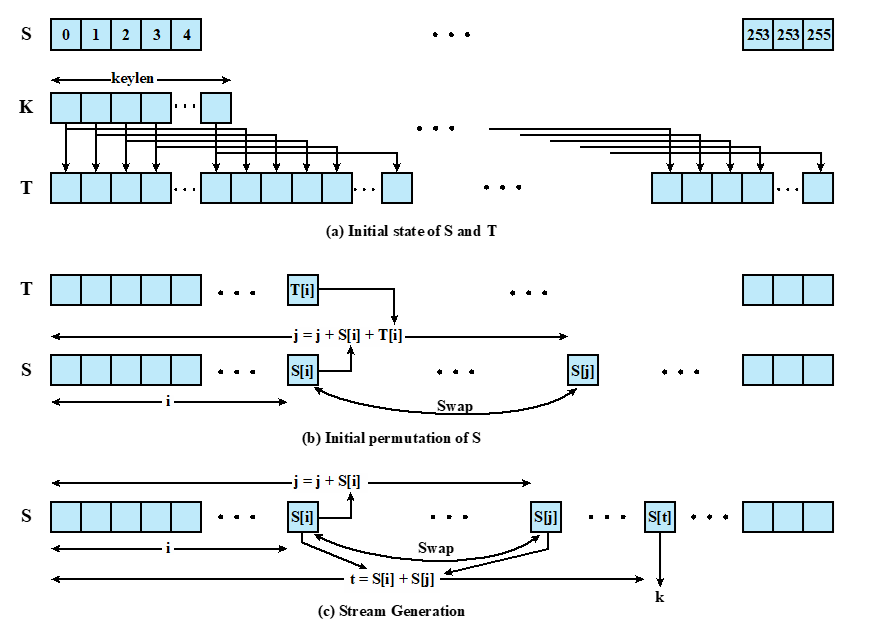 S 0 1 2 3 4 • • • 253 253 255
keylen
K ··· • • •
T ··· ··· • • • ···
(a) Initial state of S and T
T • • • T[i] • • •
j = j + S[i] + T[i]
S • • • S[i] • • • S[j] • • •
i Swap
(b) Initial permutation of S
j = j + S[i]
S • • • S[i] • • • S[j] • • • S[t] • • •
i Swap
t = S[i] + S[j]
k
(c) Stream Generation